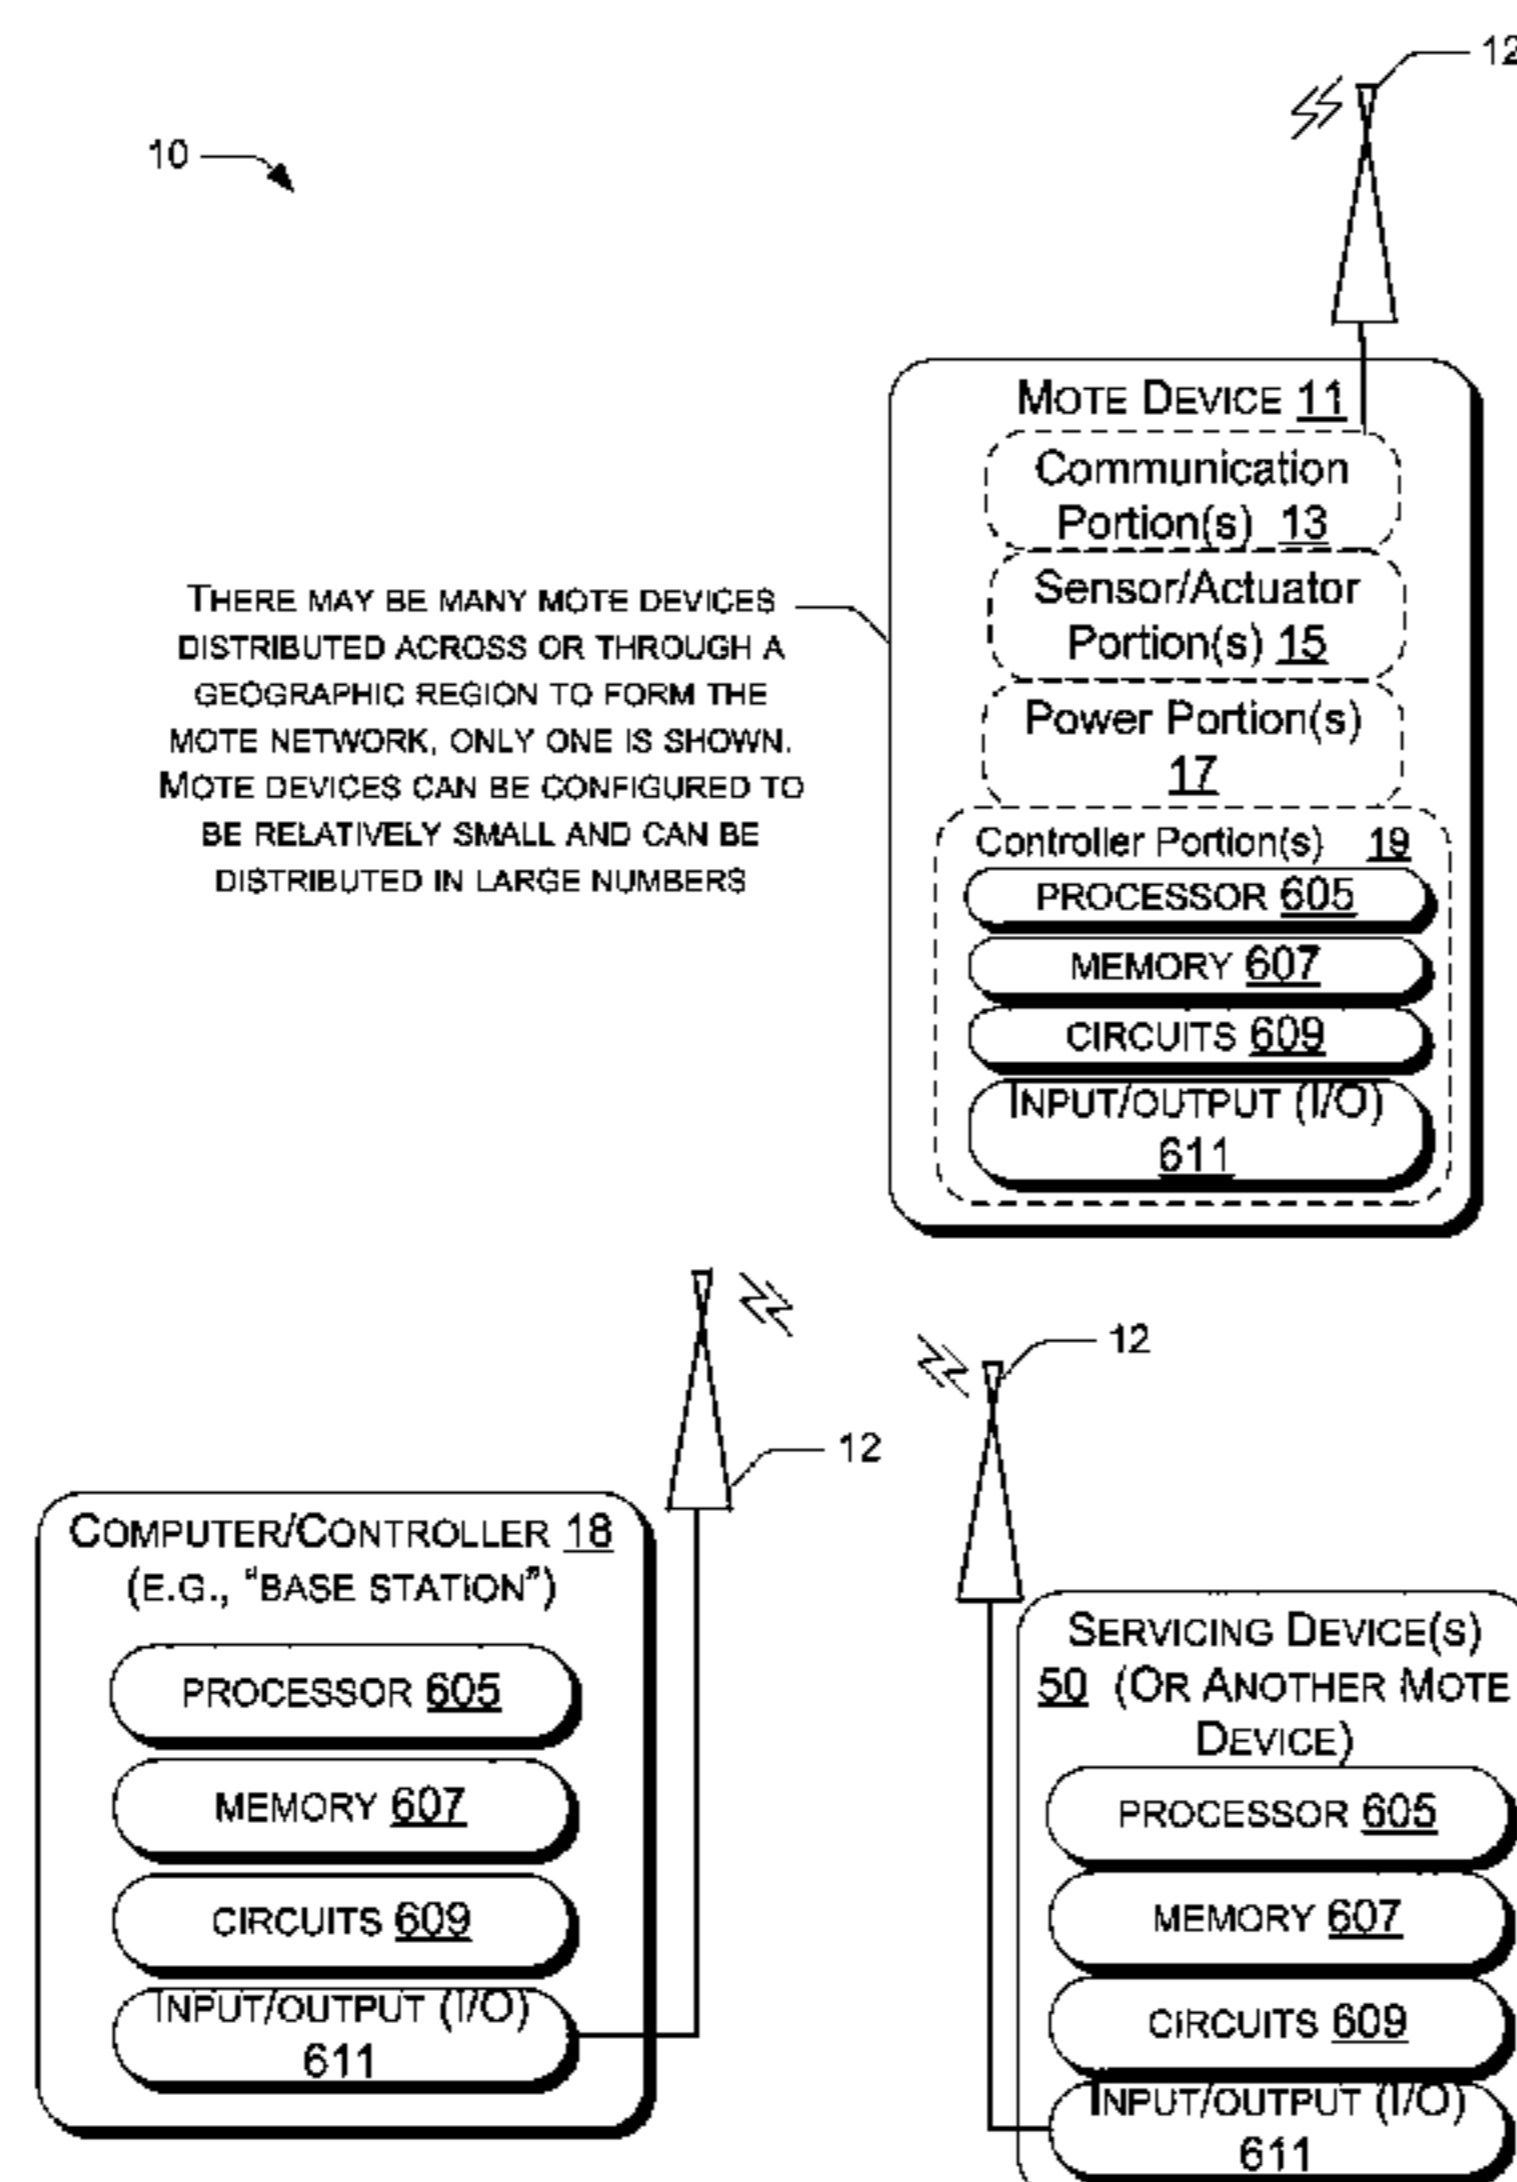 12
10
MOTE DEVICE 11
Communication
Portion(s) 13
Sensor/Actuator
Portion(s) 15
Power Portion(s)
17
Controller Portion(s) 19
PROCESSOR 605
MEMORY 607
CIRCUITS 609
INPUT/OUTPUT (I/O)
611
THERE MAY BE MANY MOTE DEVICES
DISTRIBUTED ACROSS OR THROUGH A
GEOGRAPHIC REGION TO FORM THE
MOTE NETWORK, ONLY ONE IS SHOWN.
MOTE DEVICES CAN BE CONFIGURED TO
BE RELATIVELY SMALL AND CAN BE
DISTRIBUTED IN LARGE NUMBERS
12
12
COMPUTER/CONTROLLER 18
(E.G., “BASE STATION”)
PROCESSOR 605
MEMORY 607
CIRCUITS 609
INPUT/OUTPUT (I/O)
611
SERVICING DEVICE(S)
50 (OR ANOTHER MOTE
DEVICE)
PROCESSOR 605
MEMORY 607
CIRCUITS 609
INPUT/OUTPUT (I/O)
611